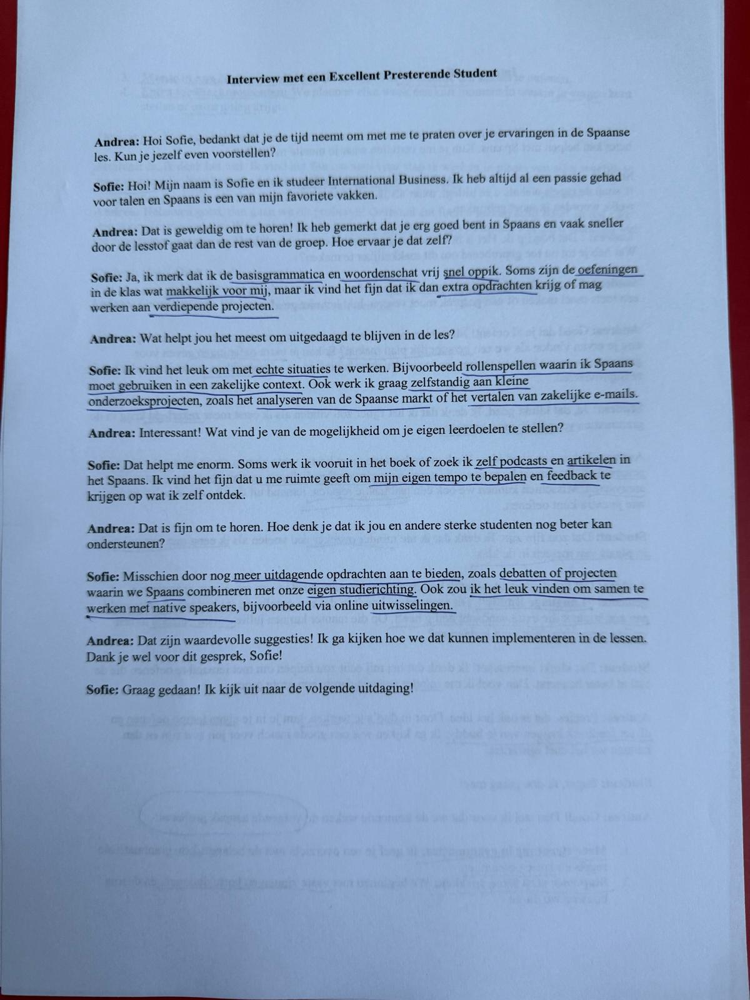 Interview met een Excellent Presterende Student
Andrea: Hoi Sofie, bedankt dat je de tijd neemt om met me te praten over je ervaringen in de Spaanse
les. Kun je jezelf even voorstellen?
Sofie: Hoi! Mijn naam is Sofie en ik studeer International Business. Ik heb altijd al een passie gehad
voor talen en Spaans is een van mijn favoriete vakken.
Andrea: Dat is geweldig om te horen! Ik heb gemerkt dat je erg goed bent in Spaans en vaak sneller
door de lesstof gaat dan de rest van de groep. Hoe ervaar je dat zelf?
Sofie: Ja, ik merk dat ik de basisgrammatica en woordenschat vrij snel oppik. Soms zijn de oefeningen
in de klas wat makkelijk voor mij, maar ik vind het fijn dat ik dan extra opdrachten krijg of mag
werken aan verdiepende projecten.
Andrea: Wat helpt jou het meest om uitgedaagd te blijven in de les?
Sofie: Ik vind het leuk om met echte situaties te werken. Bijvoorbeeld rollenspellen waarin ik Spaans
moet gebruiken in een zakelijke context. Ook werk ik graag zelfstandig aan kleine
onderzoeksprojecten, zoals het analyseren van de Spaanse markt of het vertalen van zakelijke e-mails.
Andrea: Interessant! Wat vind je van de mogelijkheid om je eigen leerdoelen te stellen?
Sofie: Dat helpt me enorm. Soms werk ik vooruit in het boek of zoek ik zelf podcasts en artikelen in
het Spaans. Ik vind het fijn dat u me ruimte geeft om mijn eigen tempo te bepalen en feedback te
krijgen op wat ik zelf ontdek.
Andrea: Dat is fijn om te horen. Hoe denk je dat ik jou en andere sterke studenten nog beter kan
ondersteunen?
Sofie: Misschien door nog meer uitdagende opdrachten aan te bieden, zoals debatten of projecten
waarin we Spaans combineren met onze eigen studierichting. Ook zou ik het leuk vinden om samen te
werken met native speakers, bijvoorbeeld via online uitwisselingen.
Andrea: Dat zijn waardevolle suggesties! Ik ga kijken hoe we dat kunnen implementeren in de lessen.
Dank je wel voor dit gesprek, Sofie!
Sofie: Graag gedaan! Ik kijk uit naar de volgende uitdaging!